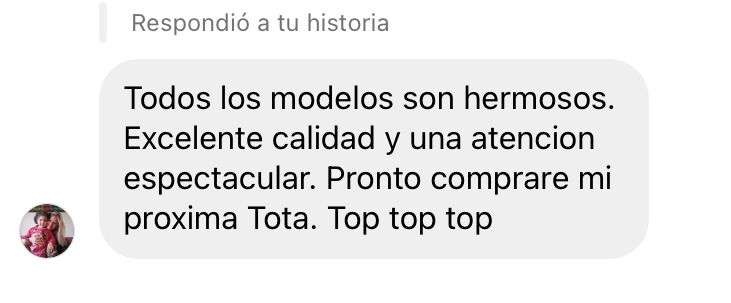 Respondió a tu historia
Todos los modelos son hermosos.
Excelente calidad y una atencion
espectacular. Pronto comprare mi
proxima Tota. Top top top